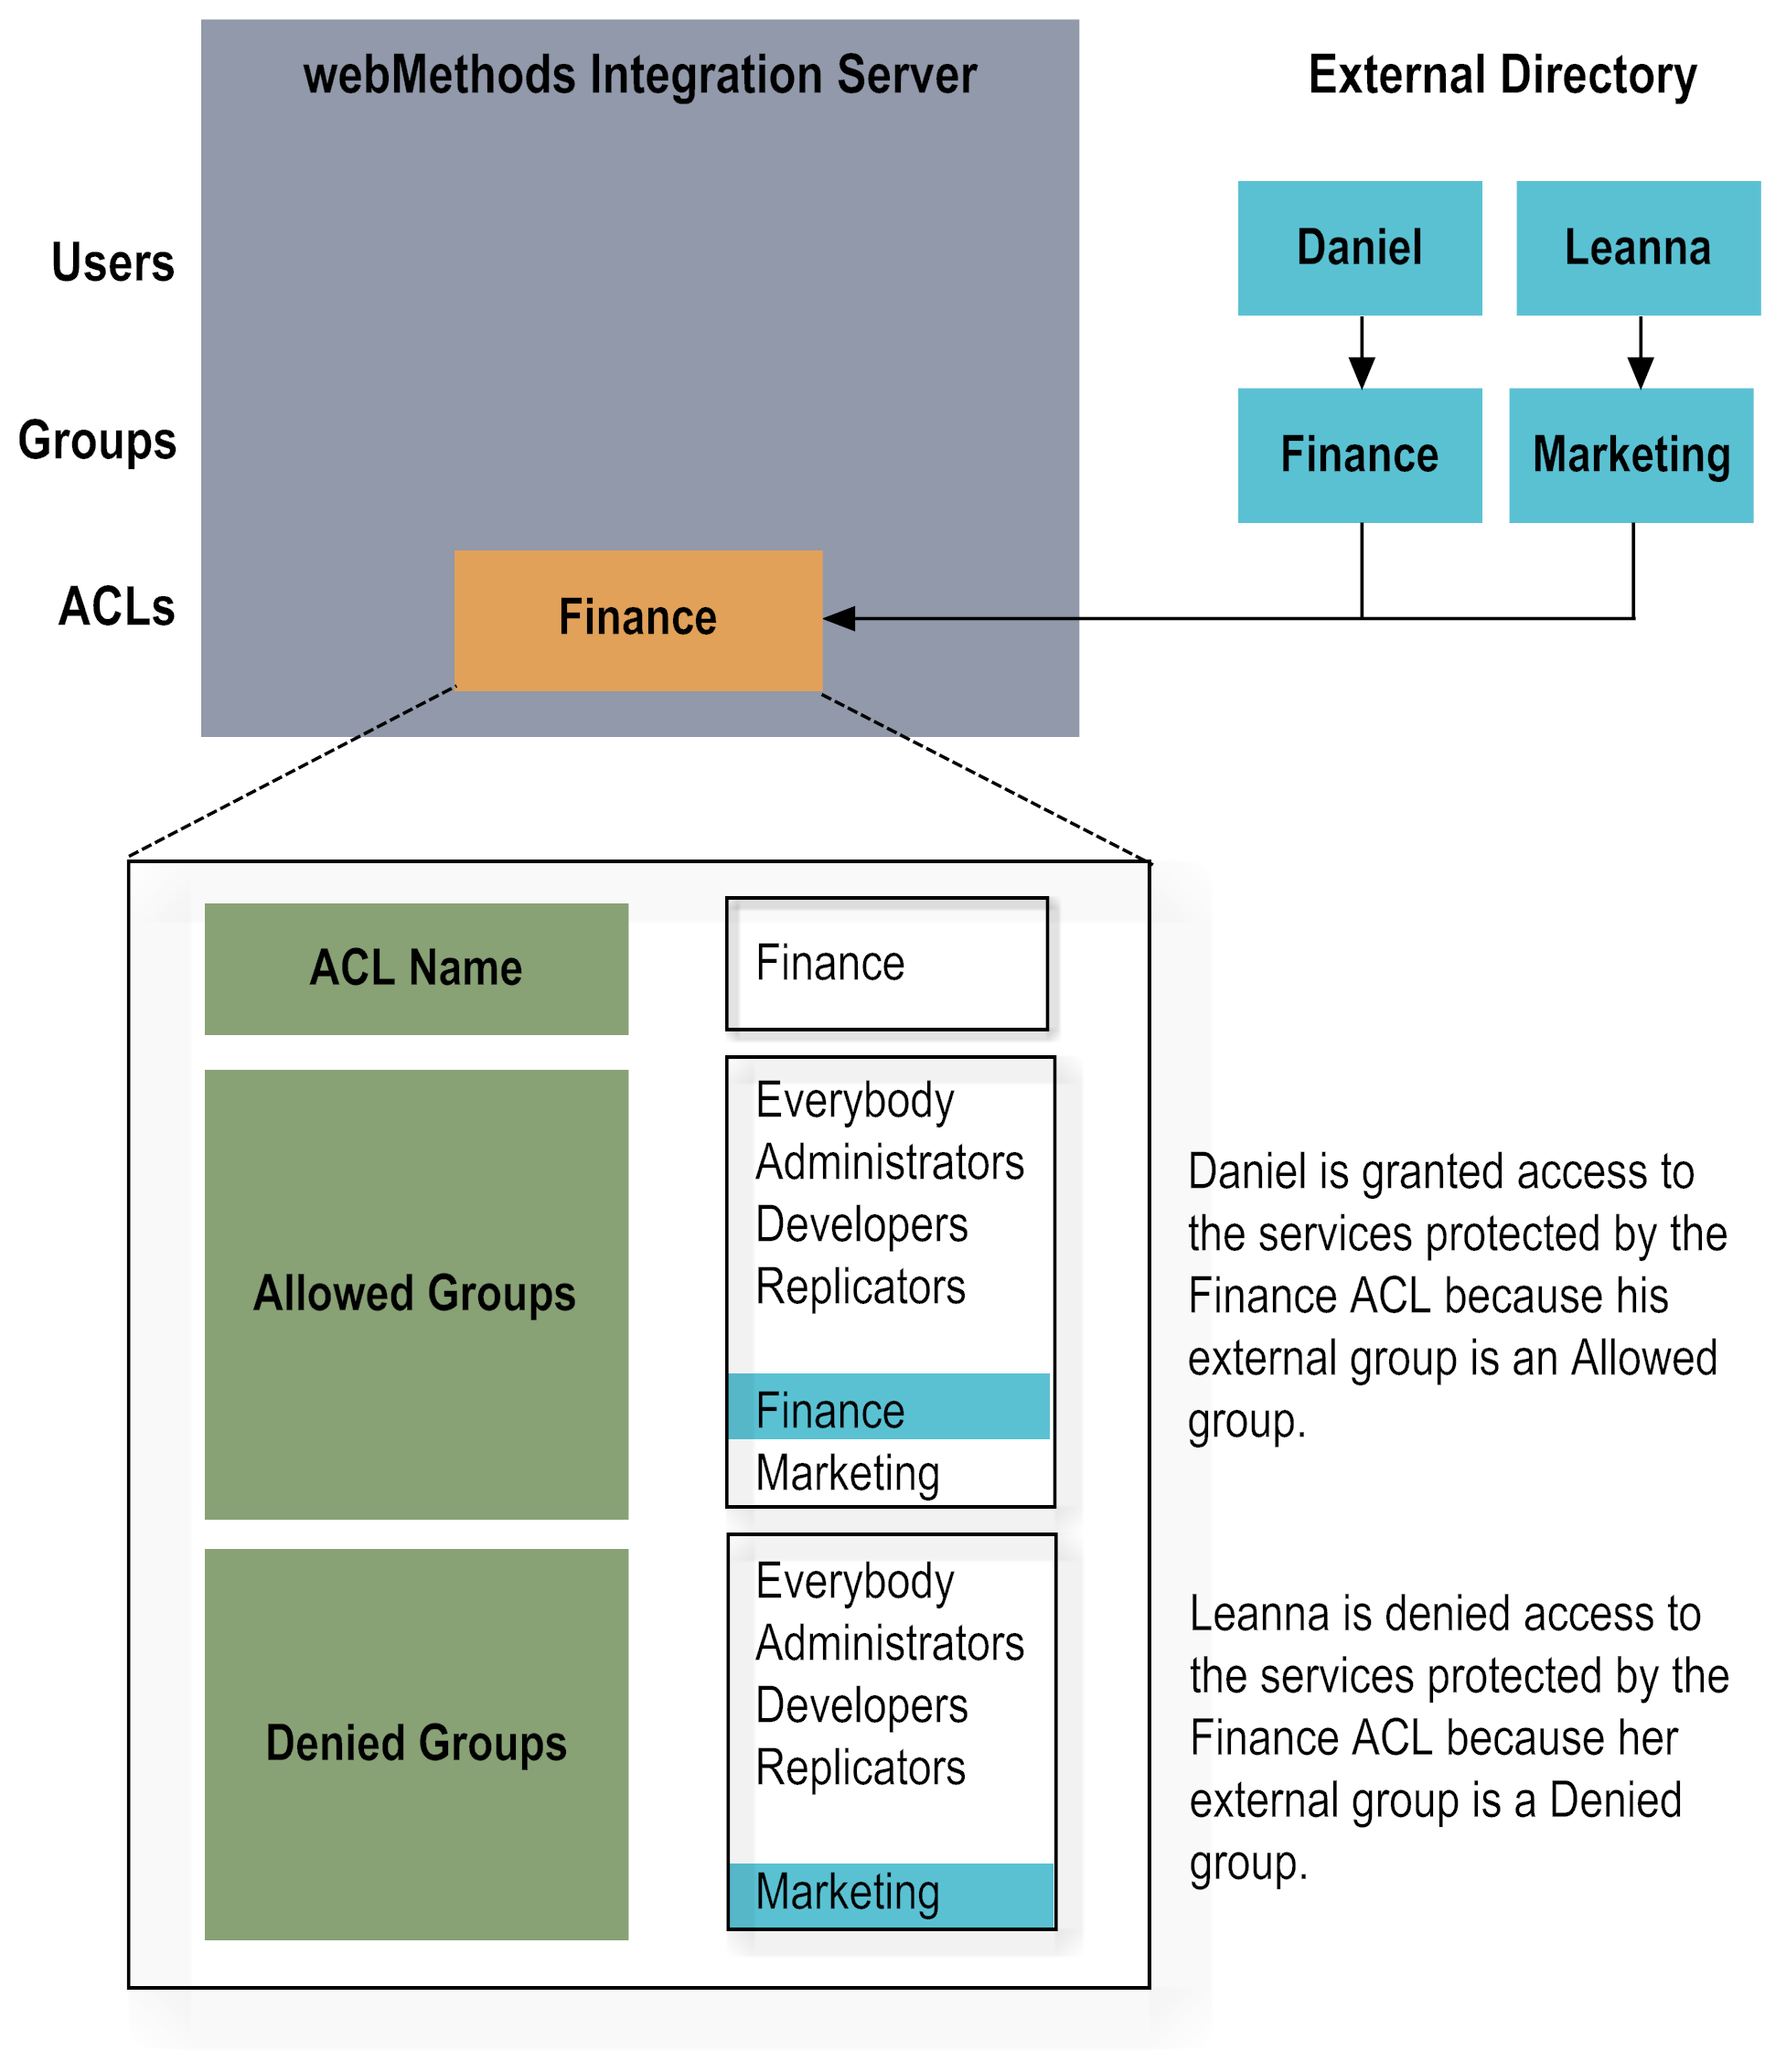 webMethods Integration Server
External Directory
Users
Daniel
Leanna
Groups
Finance
Marketing
ACLs
Finance
ACL Name
Finance
Allowed Groups
Everybody
Administrators
Developers
Replicators
Finance
Marketing
Daniel is granted access to
the services protected by the
Finance ACL because his
external group is an Allowed
group.
Denied Groups
Everybody
Administrators
Developers
Replicators
Marketing
Leanna is denied access to
the services protected by the
Finance ACL because her
external group is a Denied
group.